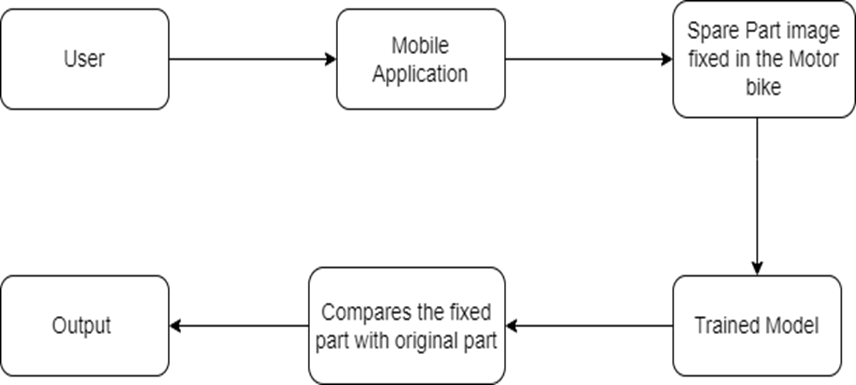 User
Mobile
Application
Spare Part image
fixed in the Motor
bike
Output
Compares the fixed
part with original part
Trained Model